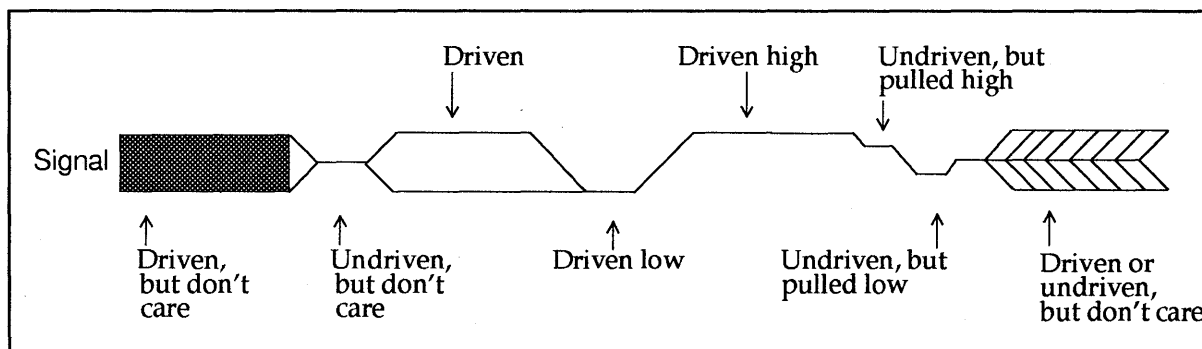 Driven
Driven high
Undriven, but
pulled high
Signal
Driven,
but don't
care
Undriven,
but don't
care
Driven low
Undriven, but
pulled low
Driven or
undriven,
but don't care